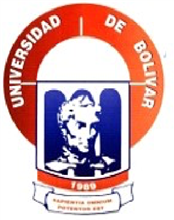 UNIVERSIDAD DE BOLIVAR
1989
SAPIENTIA OMNIUM
POTENTIOR EST